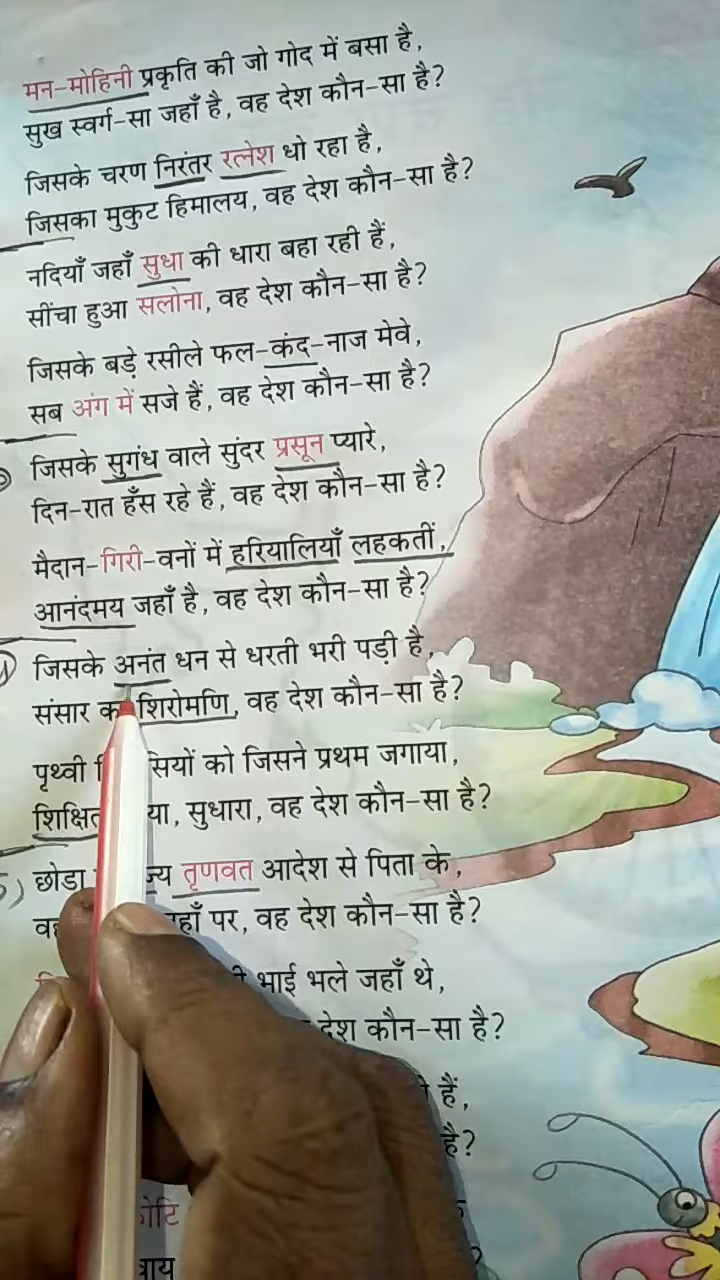 मन-मोहिनी प्रकृति की जो गोद में बसा है,
सुख स्वर्ग-सा जहाँ है, वह देश कौन-सा है?
जिसके चरण निरंतर रत्नेश धो रहा है,
जिसका मुकुट हिमालय, वह देश कौन-सा है?
नदियाँ जहाँ सुधा की धारा बहा रही हैं,
सींचा हुआ सलोना, वह देश कौन-सा है?
जिसके बड़े रसीले फल-कंद-नाज मेवे,
सब अंग में सजे हैं, वह देश कौन-सा है?
जिसके सुगंध वाले सुंदर प्रसून प्यारे,
दिन-रात हँस रहे हैं, वह देश कौन-सा है?
मैदान-गिरी-वनों में हरियालियाँ लहकतीं,
आनंदमय जहाँ है, वह देश कौन-सा है?
जिसके अनंत धन से धरती भरी पड़ी है,
संसार का शिरोमणि, वह देश कौन-सा है?
पृथ्वी को जिसने प्रथम जगाया,
सुधारा, वह देश कौन-सा है?
छोड़ा तृणवत आदेश से पिता के,
पर, वह देश कौन-सा है?
भाई भले जहाँ थे,
देश कौन-सा है?
हैं,
है?